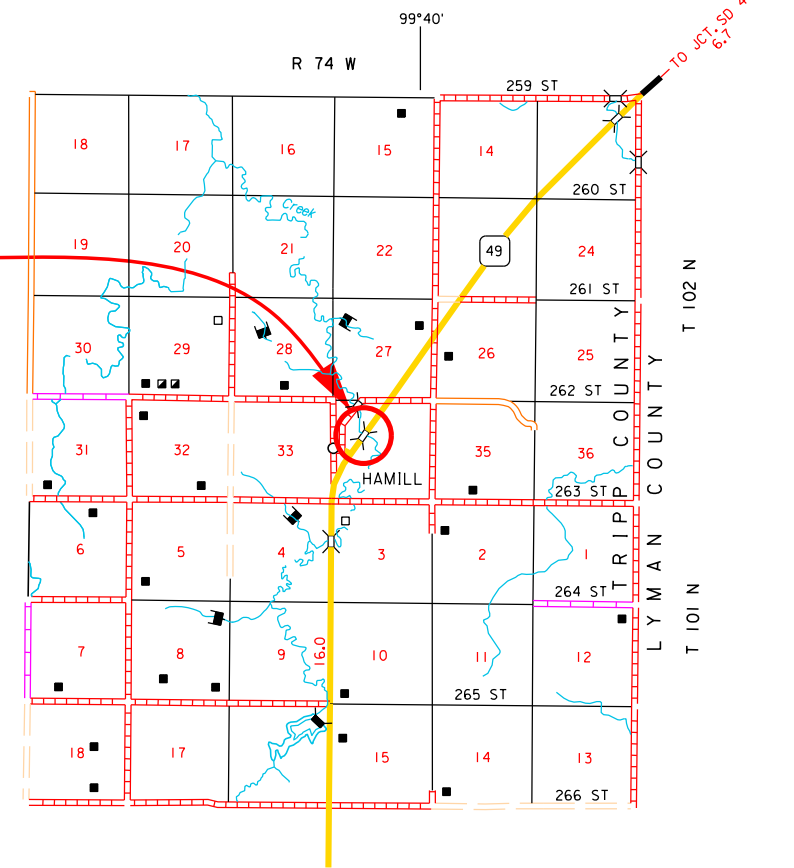 99°40'
TO JCT. SD 4
6.7
R 74 W
259 ST
18 17 16 15 14
260 ST
Creek
19 20 21 22 49 24
261 ST
T 102 N
30 29 28 27 26 25
262 ST
TRIPP COUNTY
LYMAN COUNTY
31 32 33 35 36
HAMILL
263 ST
6 5 4 3 2 1
264 ST
T 101 N
7 8 9 16.0 10 11 12
265 ST
18 17 15 14 13
266 ST